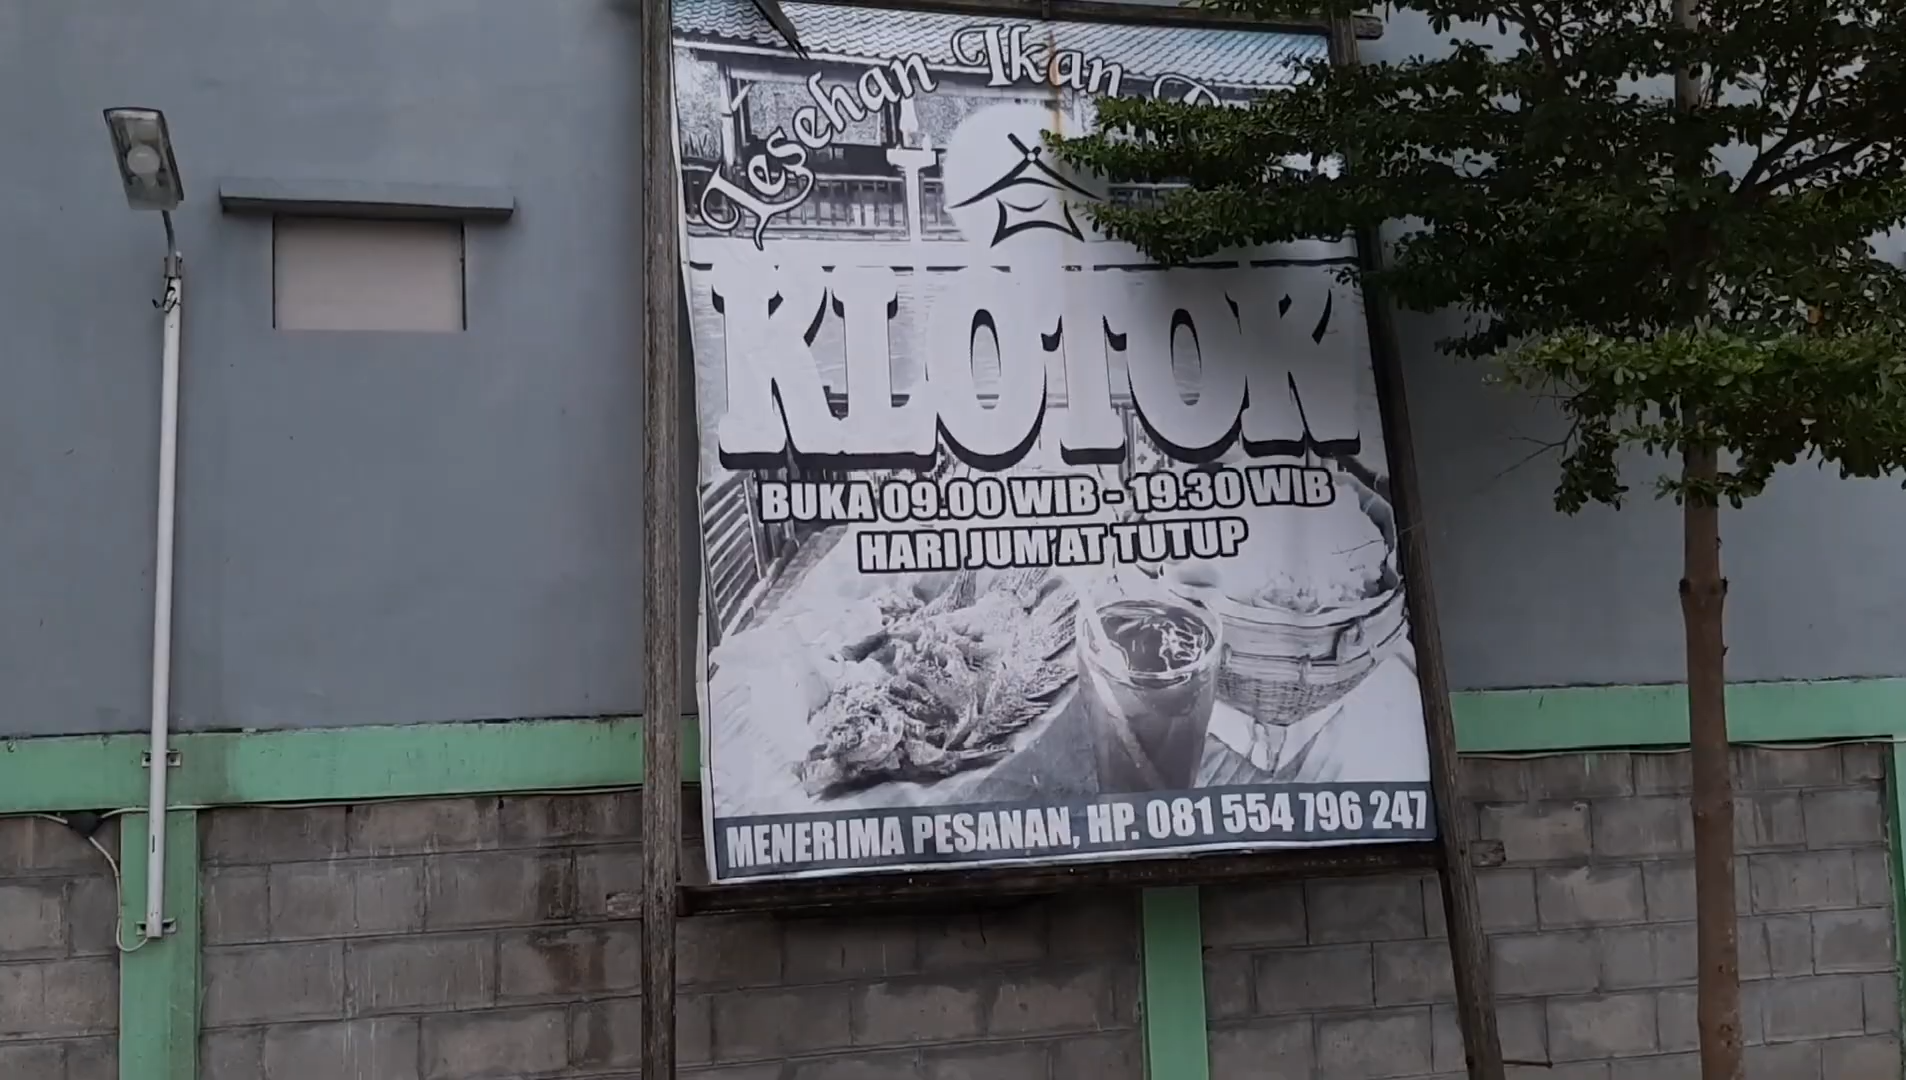 Lesehan Ikan
KLOTOK
BUKA 09.00 WIB - 19.30 WIB
HARI JUM'AT TUTUP
MENERIMA PESANAN, HP. 081 554 796 247